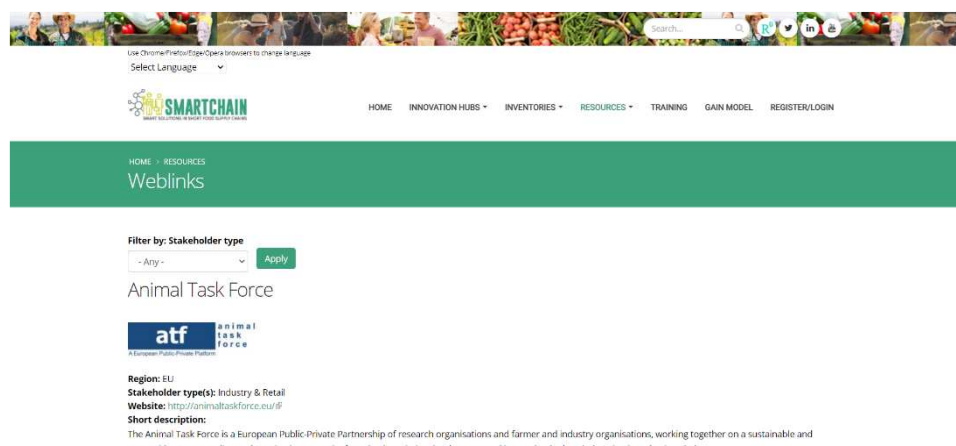 Search...
Use Chrome/Firefox/Edge/Opera browsers to change language
Select Language
SMARTCHAIN
SMART SOLUTIONS IN SHORT FOOD SUPPLY CHAINS
HOME INNOVATION HUBS INVENTORIES RESOURCES TRAINING GAIN MODEL REGISTER/LOGIN
HOME > RESOURCES
Weblinks
Filter by: Stakeholder type
- Any - Apply
Animal Task Force
atf animal
task
force
A European Public-Private Platform
Region: EU
Stakeholder type(s): Industry & Retail
Website: http://animaltaskforce.eu/
Short description:
The Animal Task Force is a European Public-Private Partnership of research organisations and farmer and industry organisations, working together on a sustainable and